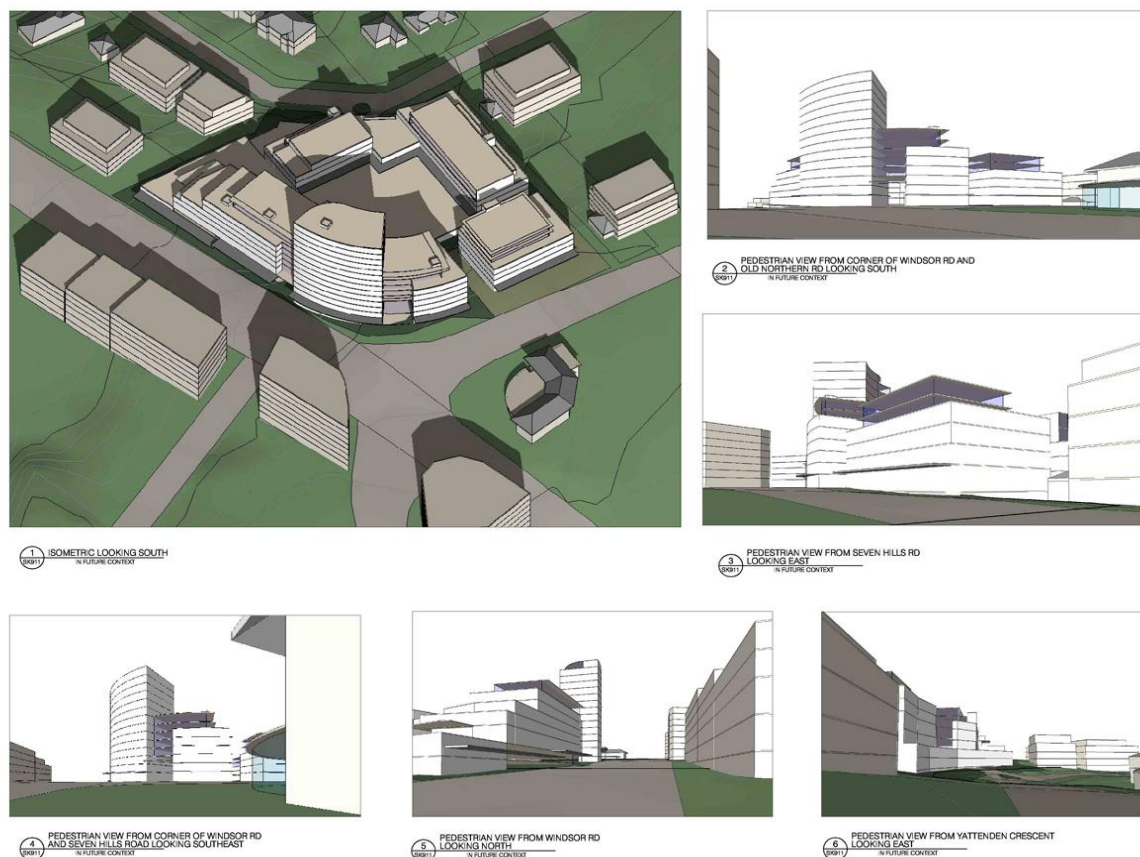 1
SK911
ISOMETRIC LOOKING SOUTH
IN FUTURE CONTEXT
2
SK911
PEDESTRIAN VIEW FROM CORNER OF WINDSOR RD AND
OLD NORTHERN RD LOOKING SOUTH
IN FUTURE CONTEXT
3
SK911
PEDESTRIAN VIEW FROM SEVEN HILLS RD
LOOKING EAST
IN FUTURE CONTEXT
4
SK911
PEDESTRIAN VIEW FROM CORNER OF WINDSOR RD
AND SEVEN HILLS ROAD LOOKING SOUTHEAST
IN FUTURE CONTEXT
5
SK911
PEDESTRIAN VIEW FROM WINDSOR RD
LOOKING NORTH
IN FUTURE CONTEXT
6
SK911
PEDESTRIAN VIEW FROM YATTENDEN CRESCENT
LOOKING EAST
IN FUTURE CONTEXT